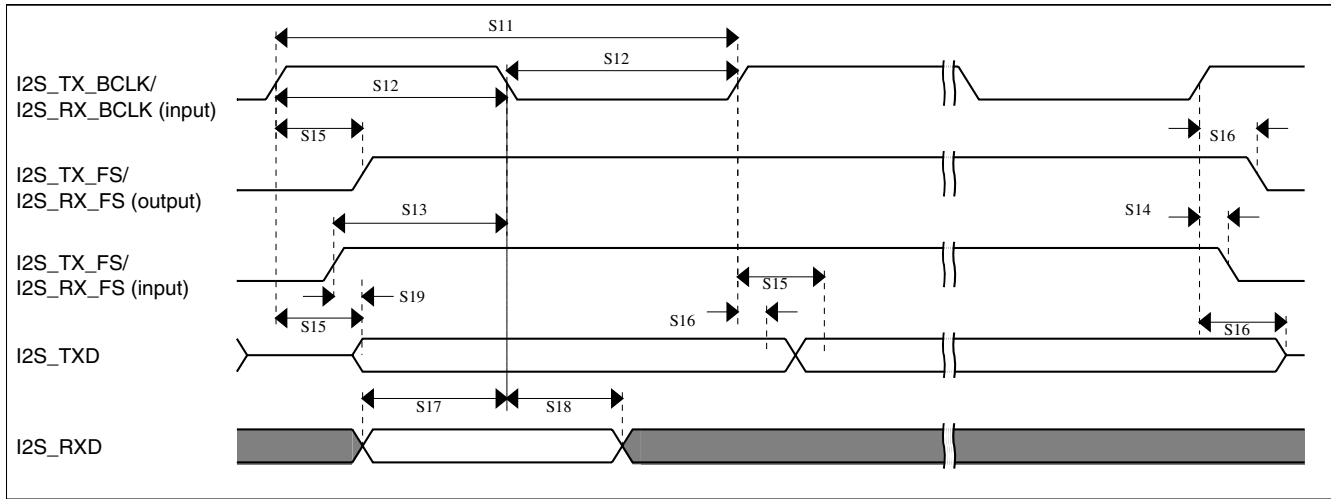 S11
I2S_TX_BCLK/
I2S_RX_BCLK (input)
S12
S12
S15
S16
I2S_TX_FS/
I2S_RX_FS (output)
S13
S14
I2S_TX_FS/
I2S_RX_FS (input)
S15
S19
S15
S16
S16
I2S_TXD
S17
S18
I2S_RXD